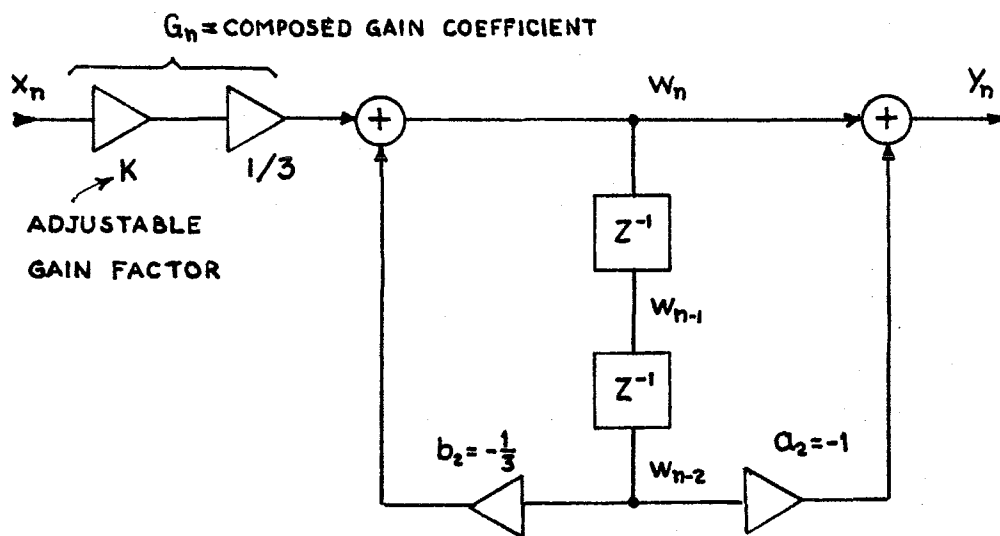 Gn = COMPOSED GAIN COEFFICIENT
Xn
Wn
Yn
+
+
K
1/3
ADJUSTABLE
GAIN FACTOR
Z⁻¹
Wn-1
Z⁻¹
b₂ = -1/3
Wn-2
a₂ = -1